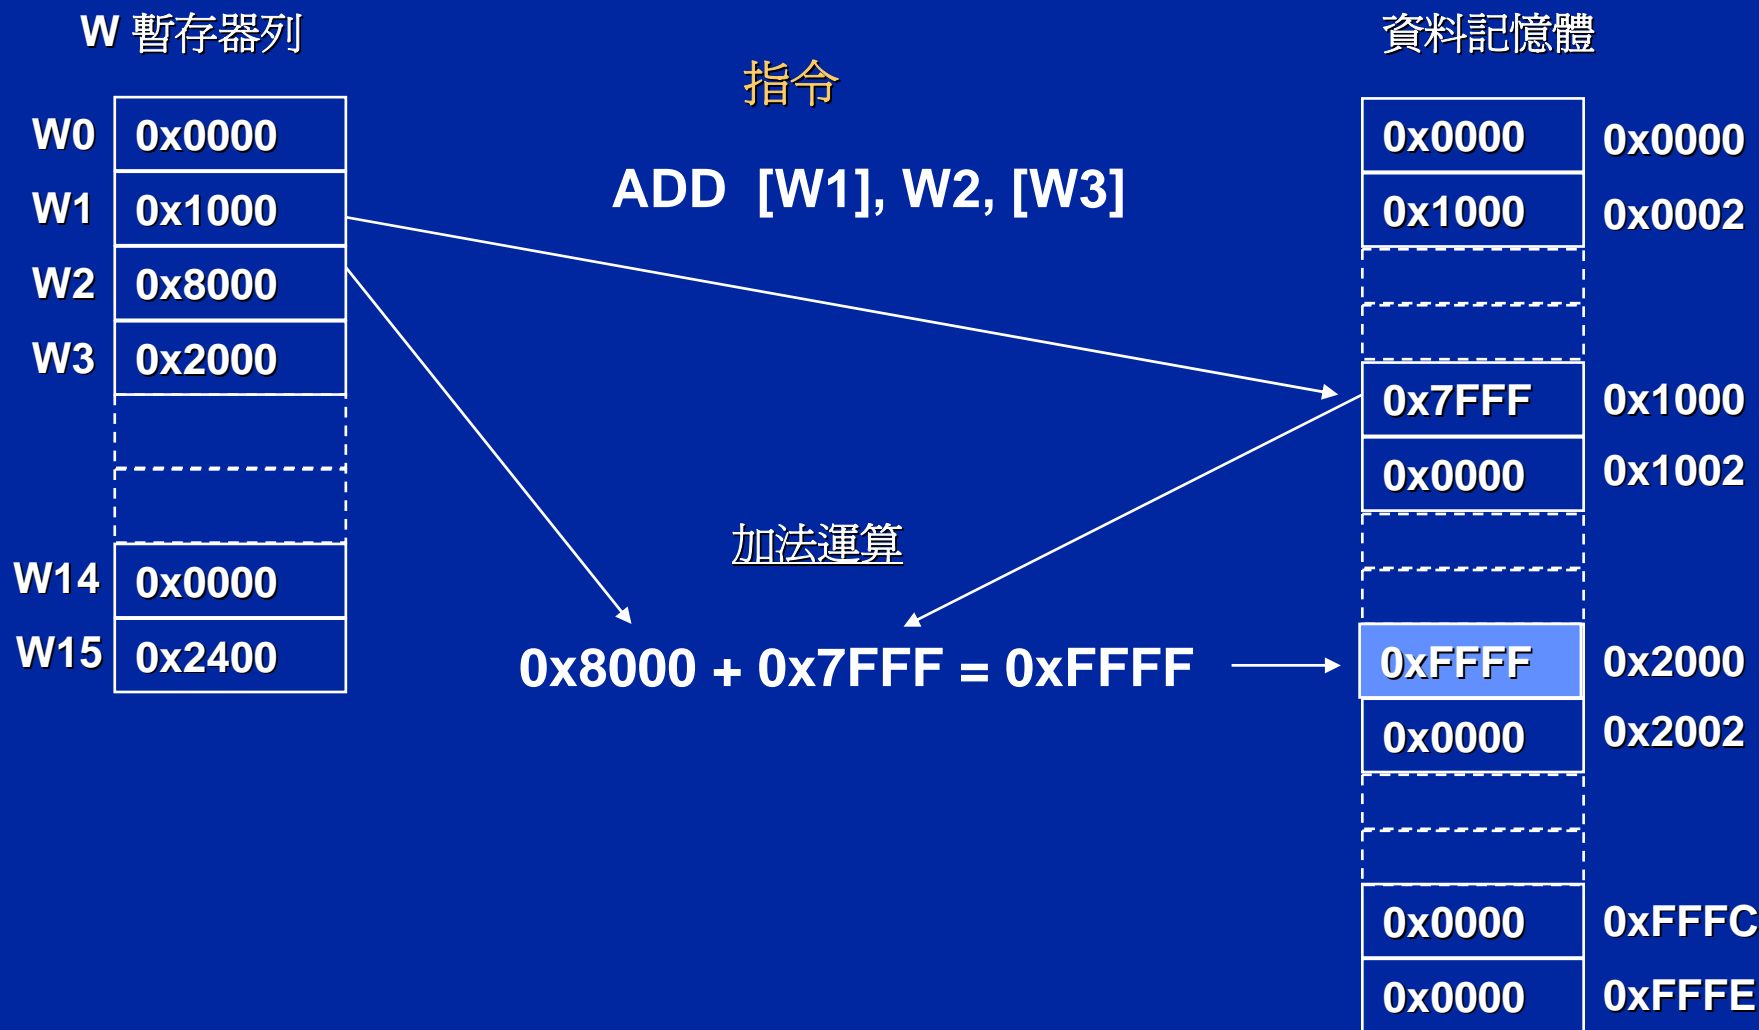 W 暫存器列
W0 0x0000
W1 0x1000
W2 0x8000
W3 0x2000
W14 0x0000
W15 0x2400
指令
ADD [W1], W2, [W3]
加法運算
0x8000 + 0x7FFF = 0xFFFF
資料記憶體
0x0000 0x0000
0x1000 0x0002
0x7FFF 0x1000
0x0000 0x1002
0xFFFF 0x2000
0x0000 0x2002
0x0000 0xFFFC
0x0000 0xFFFE